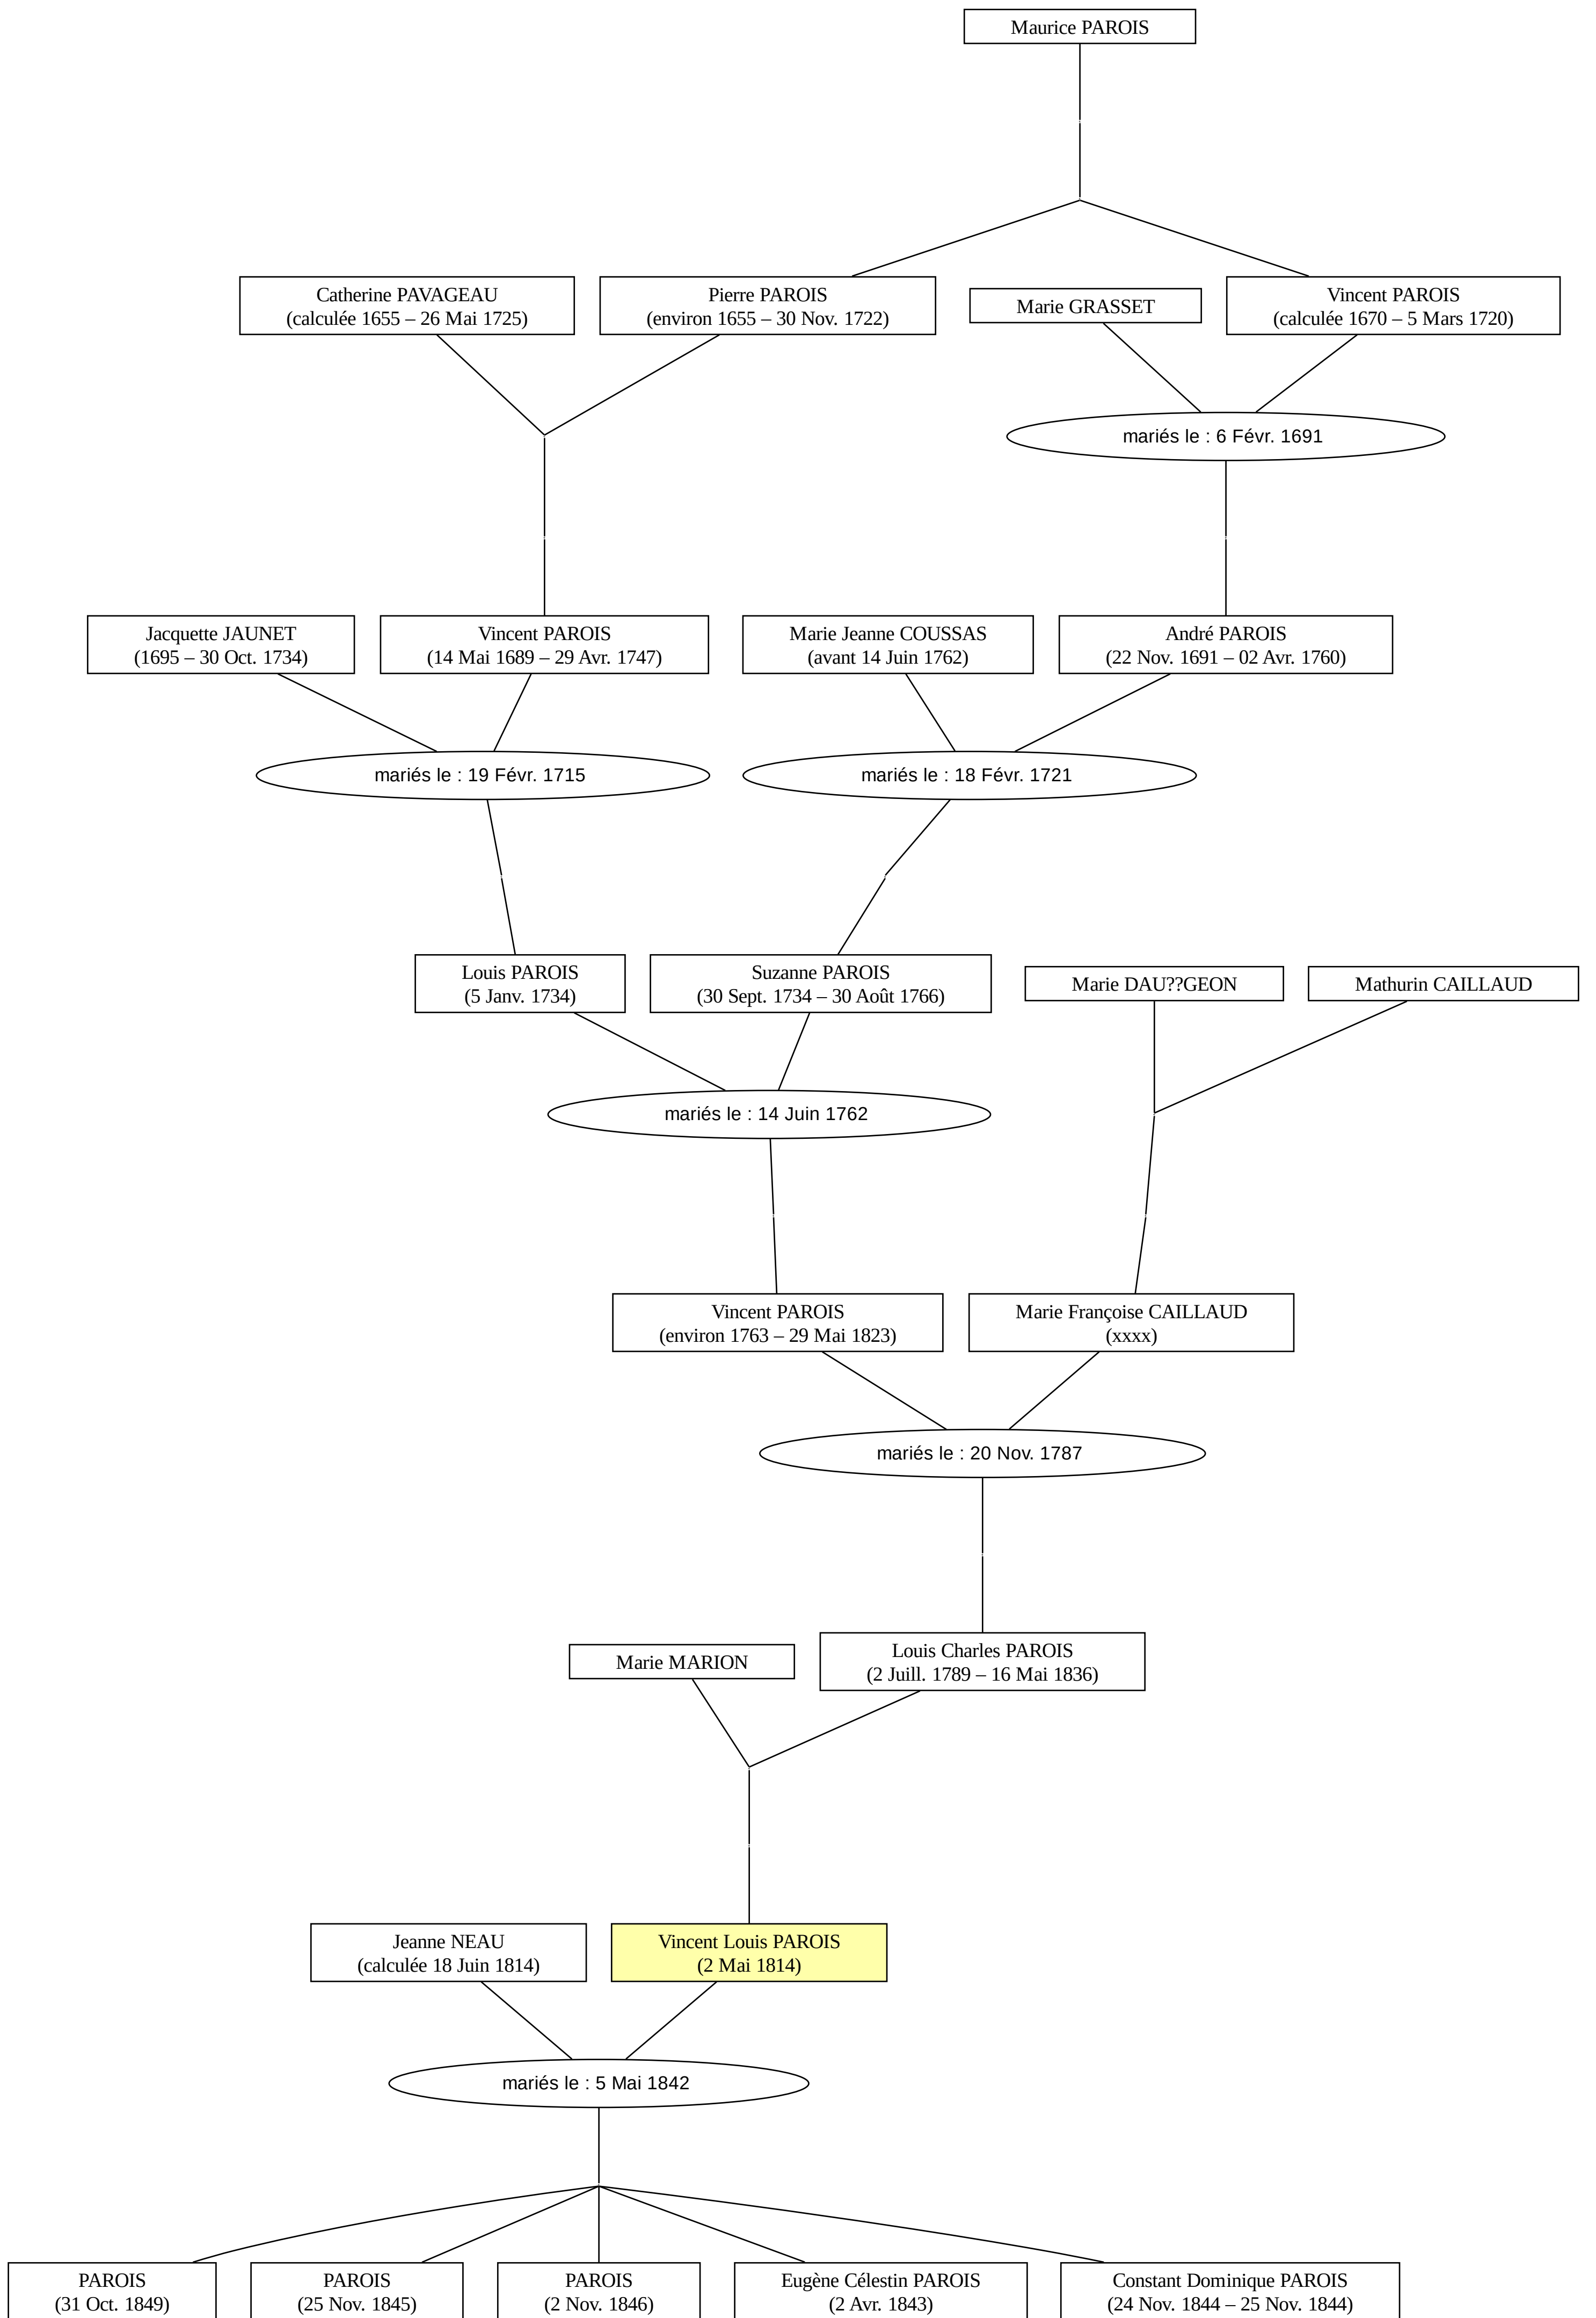 Maurice PAROIS
Catherine PAVAGEAU
(calculée 1655 – 26 Mai 1725)
Pierre PAROIS
(environ 1655 – 30 Nov. 1722)
Marie GRASSET
Vincent PAROIS
(calculée 1670 – 5 Mars 1720)
mariés le : 6 Févr. 1691
Jacquette JAUNET
(1695 – 30 Oct. 1734)
Vincent PAROIS
(14 Mai 1689 – 29 Avr. 1747)
Marie Jeanne COUSSAS
(avant 14 Juin 1762)
André PAROIS
(22 Nov. 1691 – 02 Avr. 1760)
mariés le : 19 Févr. 1715
mariés le : 18 Févr. 1721
Louis PAROIS
(5 Janv. 1734)
Suzanne PAROIS
(30 Sept. 1734 – 30 Août 1766)
Marie DAU??GEON
Mathurin CAILLAUD
mariés le : 14 Juin 1762
Vincent PAROIS
(environ 1763 – 29 Mai 1823)
Marie Françoise CAILLAUD
(xxxx)
mariés le : 20 Nov. 1787
Marie MARION
Louis Charles PAROIS
(2 Juill. 1789 – 16 Mai 1836)
Jeanne NEAU
(calculée 18 Juin 1814)
Vincent Louis PAROIS
(2 Mai 1814)
mariés le : 5 Mai 1842
PAROIS
(31 Oct. 1849)
PAROIS
(25 Nov. 1845)
PAROIS
(2 Nov. 1846)
Eugène Célestin PAROIS
(2 Avr. 1843)
Constant Dominique PAROIS
(24 Nov. 1844 – 25 Nov. 1844)